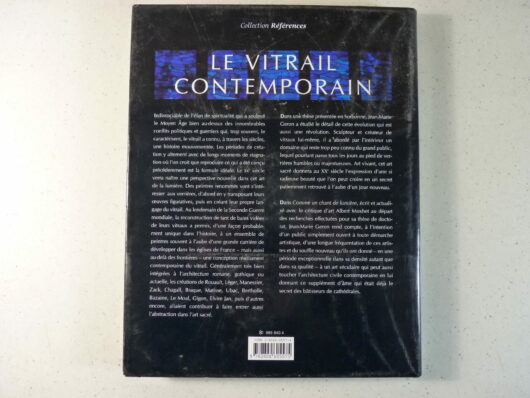 Collection Références
LE VITRAIL
CONTEMPORAIN
Indissociable de l'élan de spiritualité qui a soulevé
le Moyen Âge bien au-dessus des innombrables
conflits politiques et guerriers qui, trop souvent, le
caractérisent, le vitrail a connu, à travers les siècles,
une histoire mouvementée. Les périodes de créa-
tion y alternent avec de longs moments de stagna-
tion où l'on croit que reproduire ce qui a été conçu
précédemment est la formule idéale. Le XXe siècle
verra naître une perspective nouvelle dans cet art
de la lumière. Des peintres renommés vont s'inté-
resser aux verrières, d'abord en y transposant leurs
œuvres figuratives, puis en créant leur propre lan-
gage du vitrail. Au lendemain de la Seconde Guerre
mondiale, la reconstruction de tant de baies vidées
de leurs vitraux a permis, d'une façon probable-
ment unique dans l'histoire, à un ensemble de
peintres souvent à l'aube d'une grande carrière de
développer dans les églises de France – mais aussi
au-delà des frontières – une conception résolument
contemporaine du vitrail. Généralement très bien
intégrées à l'architecture romane, gothique ou
actuelle, les créations de Rouault, Léger, Manessier,
Zack, Chagall, Braque, Matisse, Ubac, Bertholle,
Bazaine, Le Moal, Gigon, Elvire Jan, puis d'autres
encore, allaient contribuer à faire entrer aussi
l'abstraction dans l'art sacré.
Dans une thèse présentée en Sorbonne, Jean-Marie
Geron a étudié le détail de cette évolution qui est
aussi une révolution. Sculpteur et créateur de
vitraux lui-même, il a abordé par l'intérieur un
domaine qui reste trop peu connu du grand public,
lequel pourtant passe tous les jours au pied de ver-
rières humbles ou majestueuses. Art vivant, cet art
sacré donnera au XXe siècle l'expression d'une si
radieuse beauté que l'on peut croire en un secret
patiemment retrouvé à l'aube d'un jour nouveau.
Dans Comme un chant de lumière, écrit et actuali-
sé avec le critique d'art Albert Moxhet au départ
des recherches effectuées pour sa thèse de docto-
rat, Jean-Marie Geron rend compte, à l'intention
d'un public simplement ouvert à toute démarche
artistique, d'une longue fréquentation de ces artis-
tes et du souffle nouveau qu'ils ont donné – en une
période exceptionnelle dans sa densité autant que
dans sa qualité – à un art séculaire qui peut aussi
toucher l'architecture civile contemporaine en lui
donnant ce supplément d'âme qui était déjà le
secret des bâtisseurs de cathédrales.